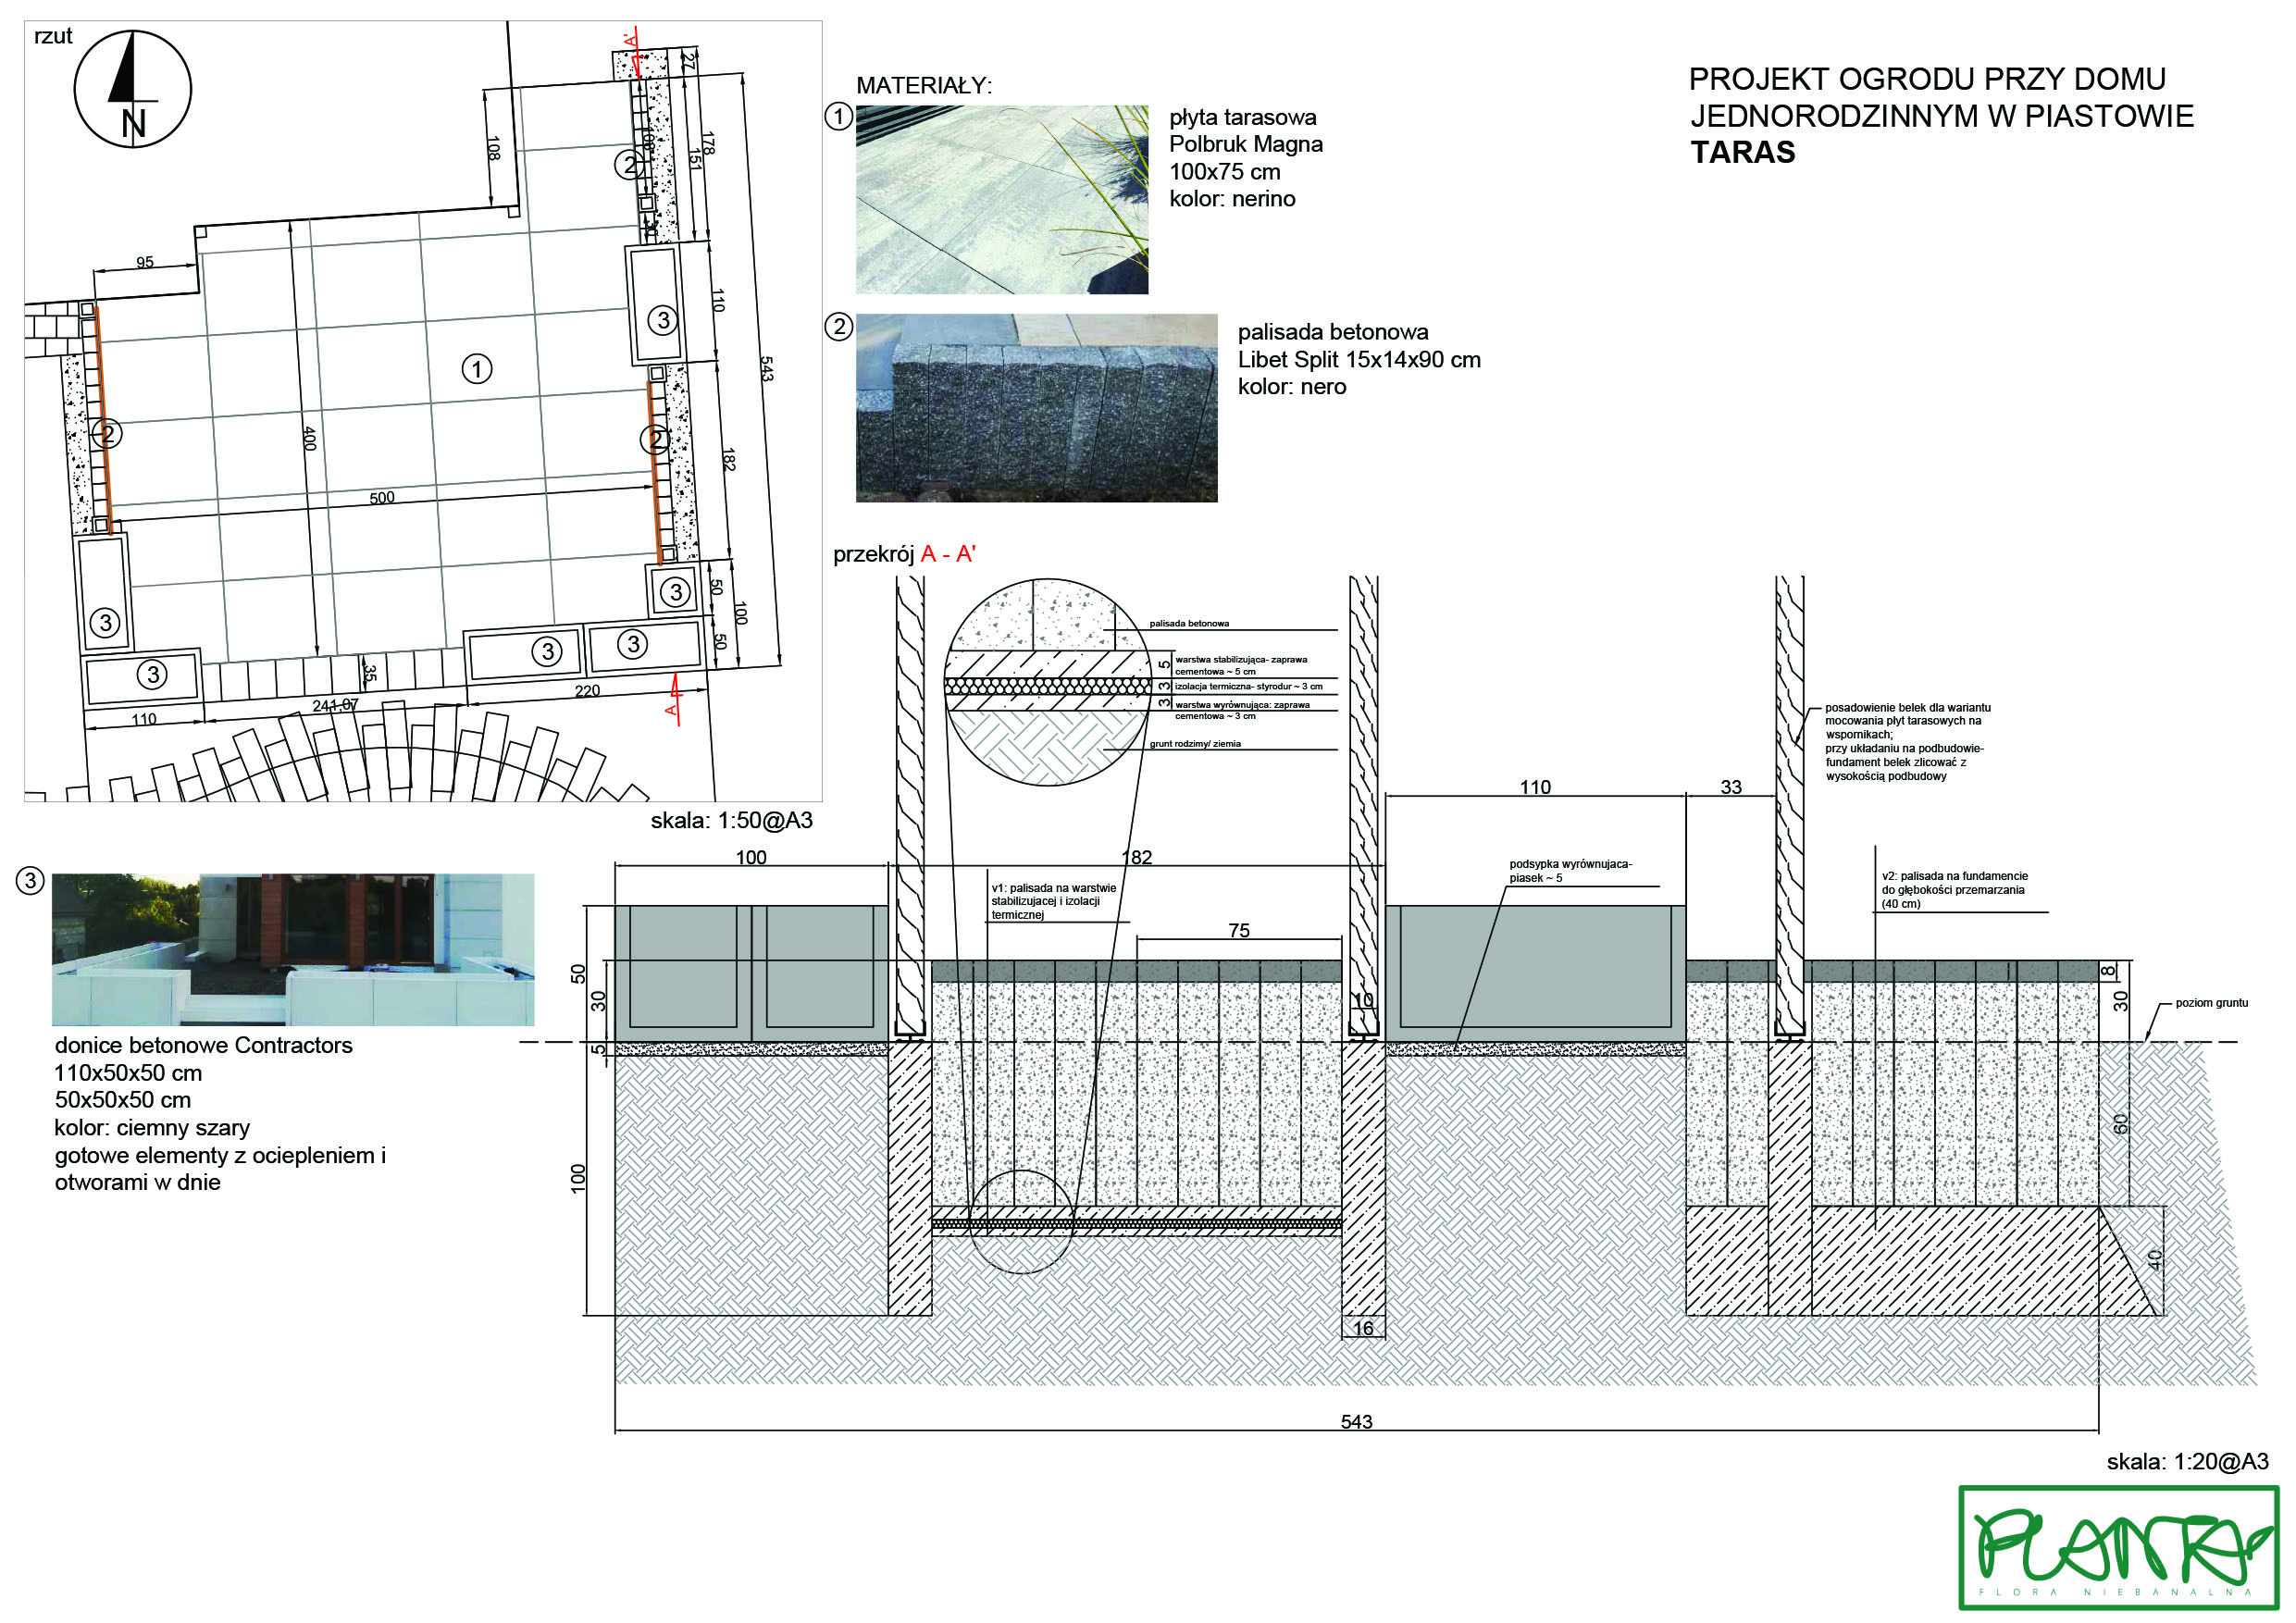 rzut
N
A'
27
108
108
178
151
2
30
95
3
110
1
543
400
2
2
182
500
3
3
50
100
3
3
3
50
35
220
241,07
110
A
skala: 1:50@A3
MATERIAŁY:
1
płyta tarasowa
Polbruk Magna
100x75 cm
kolor: nerino
2
palisada betonowa
Libet Split 15x14x90 cm
kolor: nero
PROJEKT OGRODU PRZY DOMU
JEDNORODZINNYM W PIASTOWIE
TARAS
3
donice betonowe Contractors
110x50x50 cm
50x50x50 cm
kolor: ciemny szary
gotowe elementy z ociepleniem i
otworami w dnie
przekrój A - A'
palisada betonowa
5
warstwa stabilizująca- zaprawa
cementowa ~ 5 cm
3
izolacja termiczna- styrodur ~ 3 cm
3
warstwa wyrównująca: zaprawa
cementowa ~ 3 cm
grunt rodzimy/ ziemia
posadowienie belek dla wariantu
mocowania płyt tarasowych na
wspornikach;
przy układaniu na podbudowie-
fundament belek zlicować z
wysokością podbudowy
110
33
100
182
v1: palisada na warstwie
stabilizujacej i izolacji
termicznej
podsypka wyrównujaca-
piasek ~ 5
v2: palisada na fundamencie
do głębokości przemarzania
(40 cm)
75
50
30
5
100
10
8
30
poziom gruntu
60
40
16
543
skala: 1:20@A3
PLANTA
FLORA NIEBANALNA